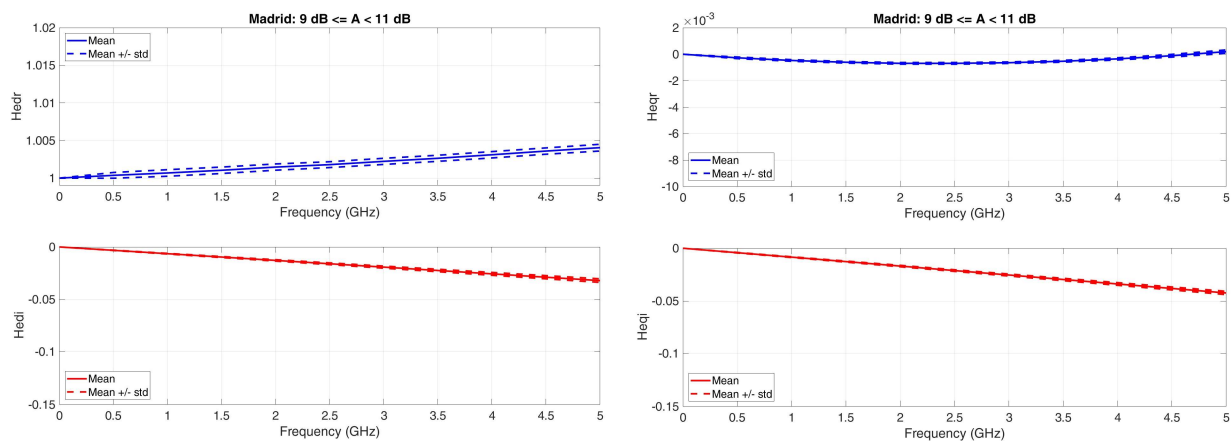 Madrid: 9 dB <= A < 11 dB
1.02
1.015
1.01
1.005
1
Hedr
Mean
Mean +/- std
0 0.5 1 1.5 2 2.5 3 3.5 4 4.5 5
Frequency (GHz)
Madrid: 9 dB <= A < 11 dB
×10⁻³
2
0
-2
-4
-6
-8
-10
Heqr
Mean
Mean +/- std
0 0.5 1 1.5 2 2.5 3 3.5 4 4.5 5
Frequency (GHz)
0
-0.05
-0.1
-0.15
Hedi
Mean
Mean +/- std
0 0.5 1 1.5 2 2.5 3 3.5 4 4.5 5
Frequency (GHz)
0
-0.05
-0.1
-0.15
Heqi
Mean
Mean +/- std
0 0.5 1 1.5 2 2.5 3 3.5 4 4.5 5
Frequency (GHz)